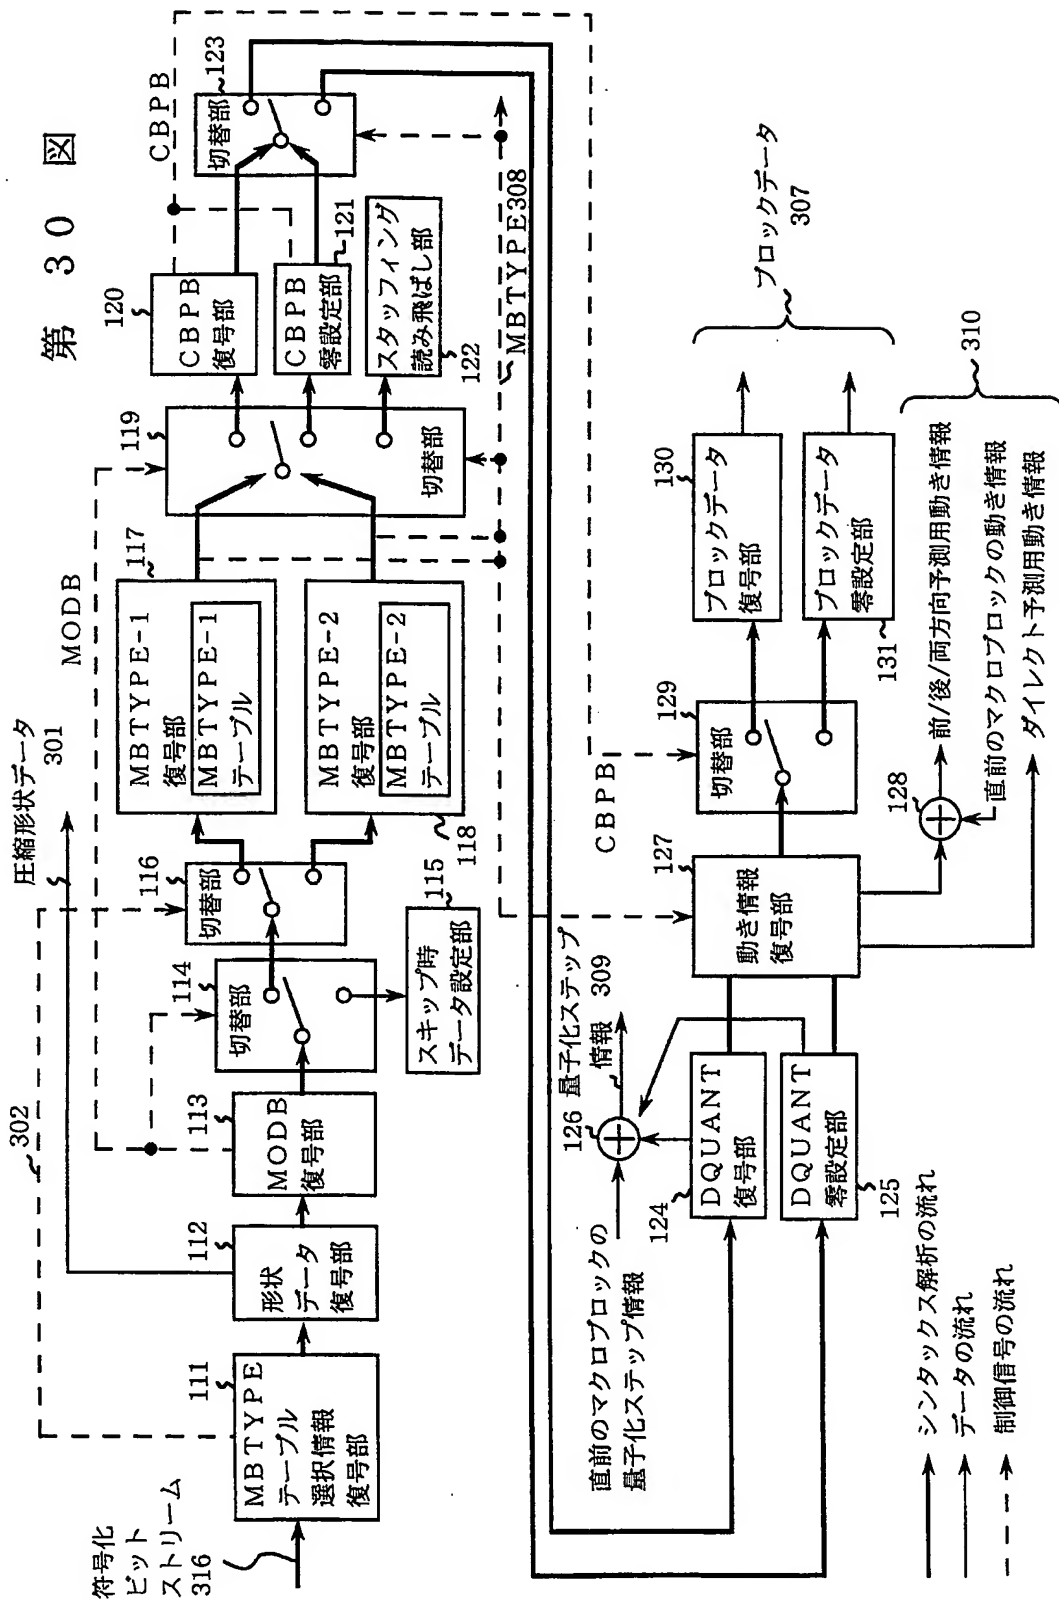 第 30 図
符号化
ビット
ストリーム
316
MBTYPE
テーブル
選択情報
復号部
111
302
形状
データ
復号部
112
圧縮形状データ
301
MODB
復号部
113
MODB
切替部
114
スキップ時
データ設定部
115
切替部
116
MBTYPE-1
復号部
MBTYPE-1
テーブル
117
MBTYPE-2
復号部
MBTYPE-2
テーブル
118
切替部
119
CBPB
復号部
120
CBPB
零設定部
121
スタッフィング
読み飛ばし部
122
切替部
123
CBPB
MBTYPE308
直前のマクロブロックの
量子化ステップ情報
126
量子化ステップ
情報 309
DQUANT
復号部
124
DQUANT
零設定部
125
動き情報
復号部
127
CBPB
切替部
129
ブロックデータ
復号部
130
ブロックデータ
零設定部
131
ブロックデータ
307
128
前/後/両方向予測用動き情報
直前のマクロブロックの動き情報
ダイレクト予測用動き情報
310
シンタックス解析の流れ
データの流れ
制御信号の流れ